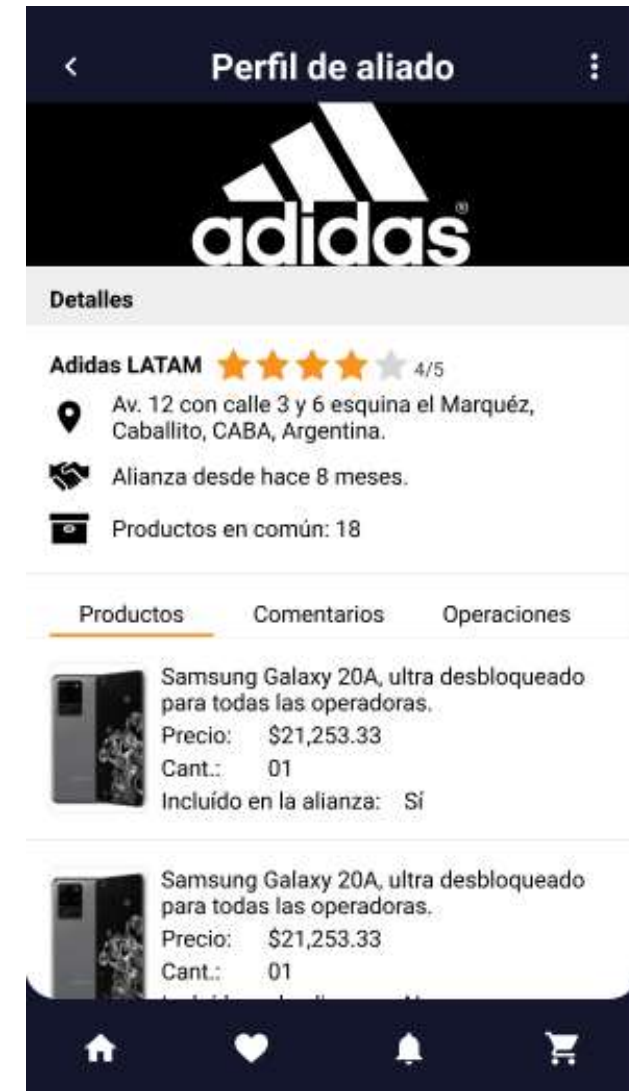 Perfil de aliado
adidas®
Detalles
Adidas LATAM 4/5
Av. 12 con calle 3 y 6 esquina el Marquéz,
Caballito, CABA, Argentina.
Alianza desde hace 8 meses.
Productos en común: 18
Productos Comentarios Operaciones
Samsung Galaxy 20A, ultra desbloqueado
para todas las operadoras.
Precio: $21,253.33
Cant.: 01
Incluído en la alianza: Sí
Samsung Galaxy 20A, ultra desbloqueado
para todas las operadoras.
Precio: $21,253.33
Cant.: 01